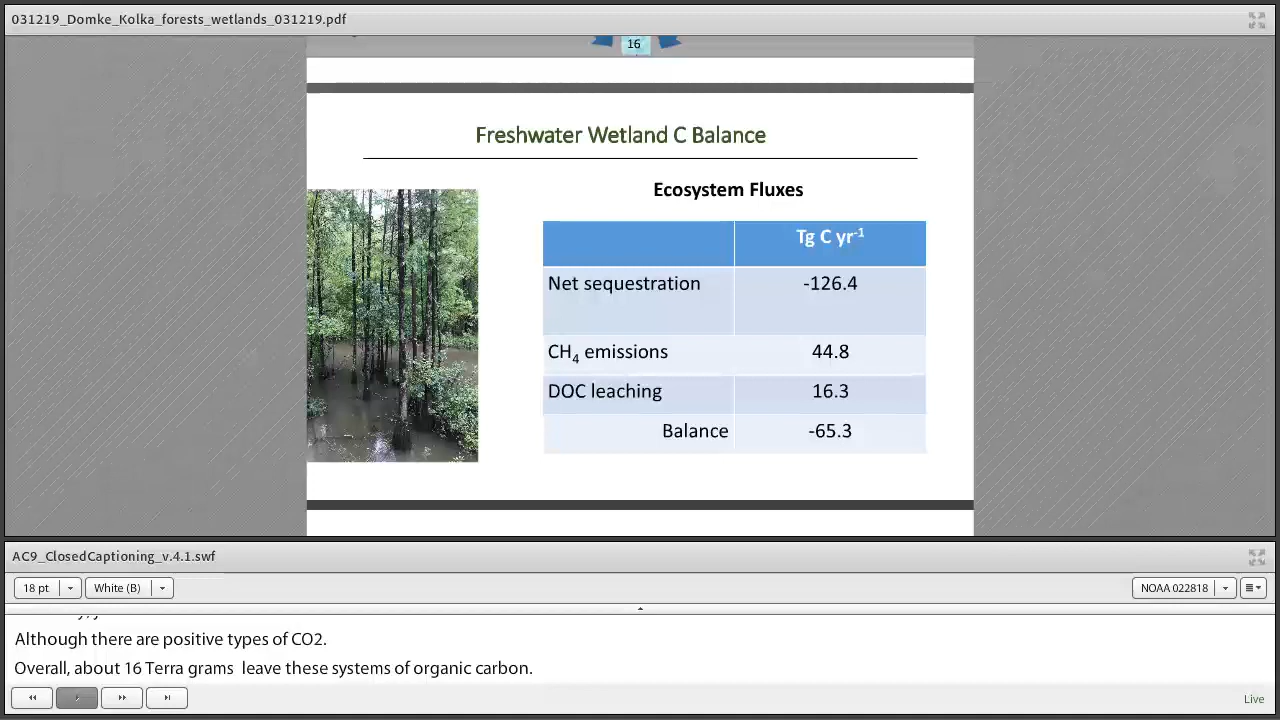 031219_Domke_Kolka_forests_wetlands_031219.pdf
16
Freshwater Wetland C Balance
Ecosystem Fluxes
Tg C yr⁻¹
Net sequestration -126.4
CH₄ emissions 44.8
DOC leaching 16.3
Balance -65.3
AC9_ClosedCaptioning_v.4.1.swf
18 pt White (B) NOAA 022818
Although there are positive types of CO2.
Overall, about 16 Terra grams leave these systems of organic carbon.
Live